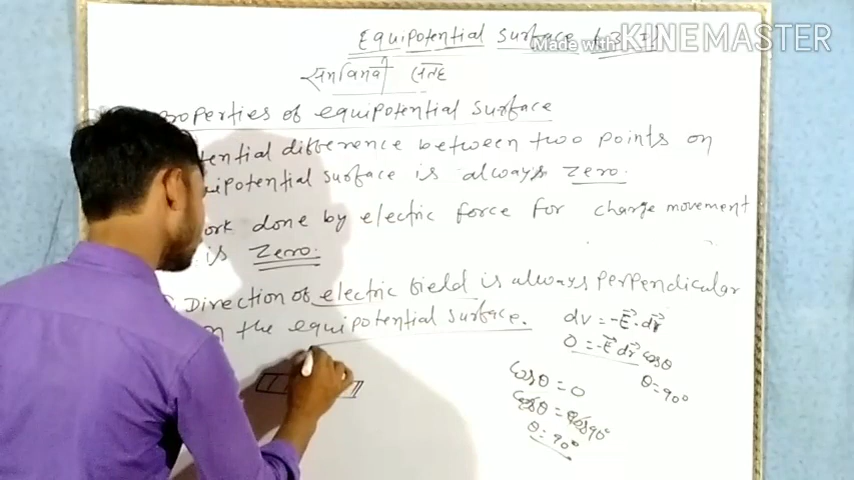 Equipotential surface
Made with KINEMASTER
समविभवी तल
Properties of equipotential surface
tential difference between two points on
uipotential surface is always Zero.
ork done by electric force for charge movement
is Zero.
Direction of electric field is always perpendicular
on the equipotential surface.
dv = -E⃗·dr⃗
0 = -E⃗ dr⃗ cosθ
θ = 90°
cosθ = 0
cosθ = cos90°
θ = 90°